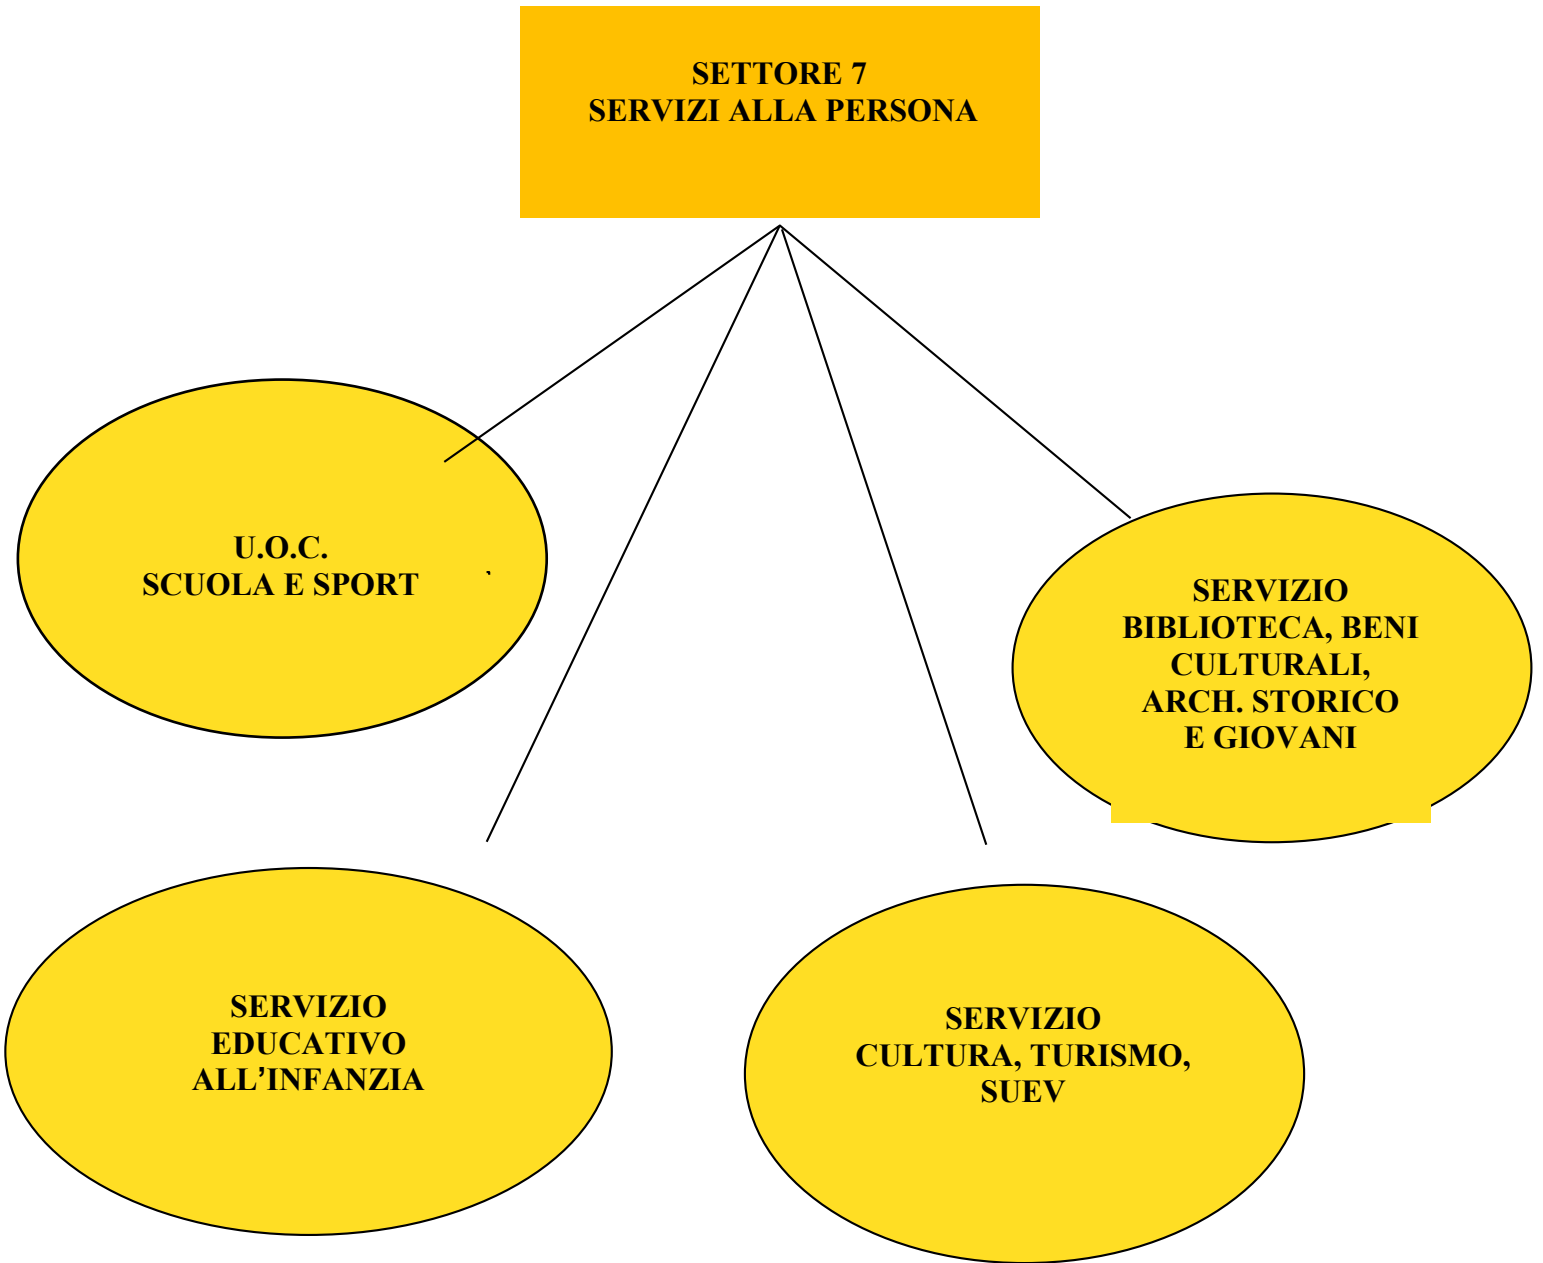 SETTORE 7
SERVIZI ALLA PERSONA
U.O.C.
SCUOLA E SPORT
SERVIZIO
BIBLIOTECA, BENI
CULTURALI,
ARCH. STORICO
E GIOVANI
SERVIZIO
EDUCATIVO
ALL’INFANZIA
SERVIZIO
CULTURA, TURISMO,
SUEV